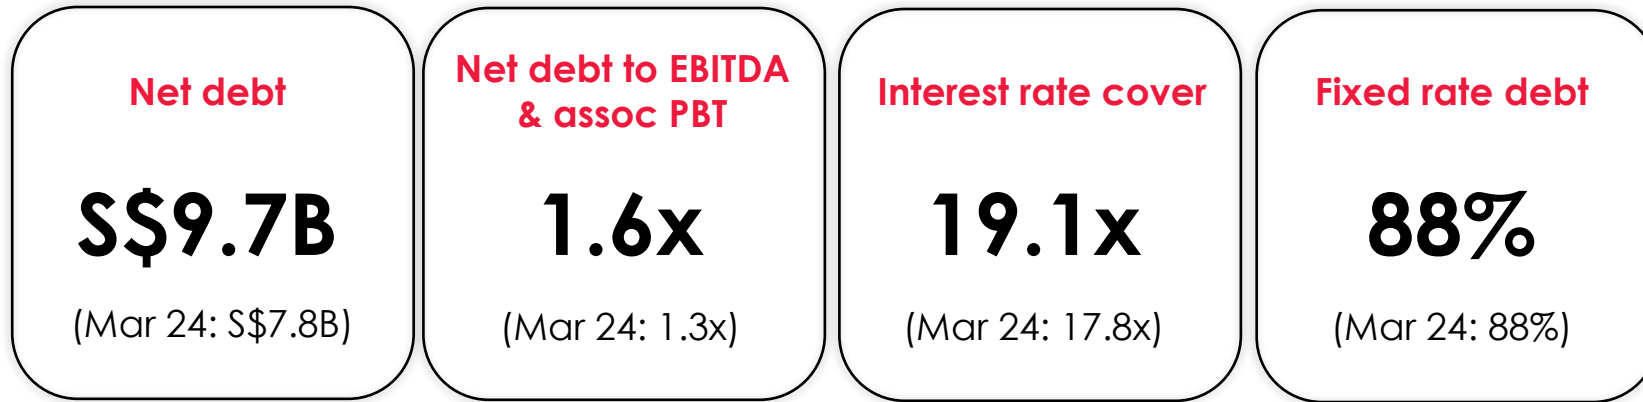 Net debt
S$9.7B
(Mar 24: S$7.8B)
Net debt to EBITDA
& assoc PBT
1.6x
(Mar 24: 1.3x)
Interest rate cover
19.1x
(Mar 24: 17.8x)
Fixed rate debt
88%
(Mar 24: 88%)